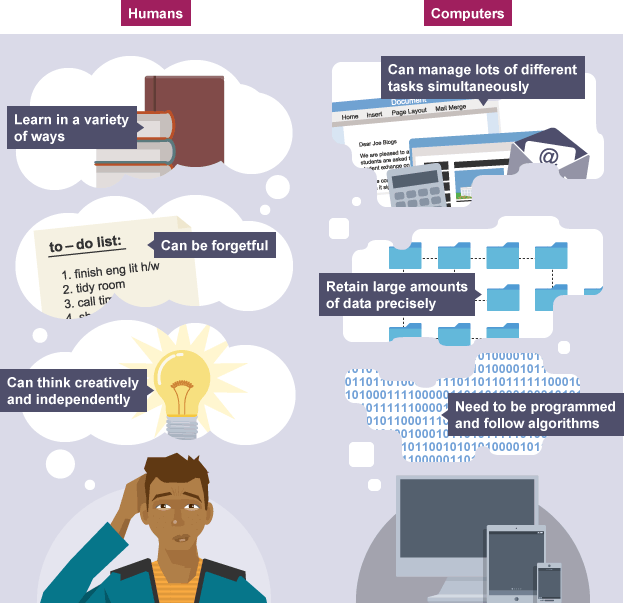 Humans
Computers
Learn in a variety
of ways
Can manage lots of different
tasks simultaneously
Document
Home Insert Page Layout Mail Merge
Dear Joe Blogs
We are pleased to a
students are asked
@
to – do list:
1. finish eng lit h/w
2. tidy room
3. call
4.
Can be forgetful
Retain large amounts
of data precisely
Can think creatively
and independently
Need to be programmed
and follow algorithms